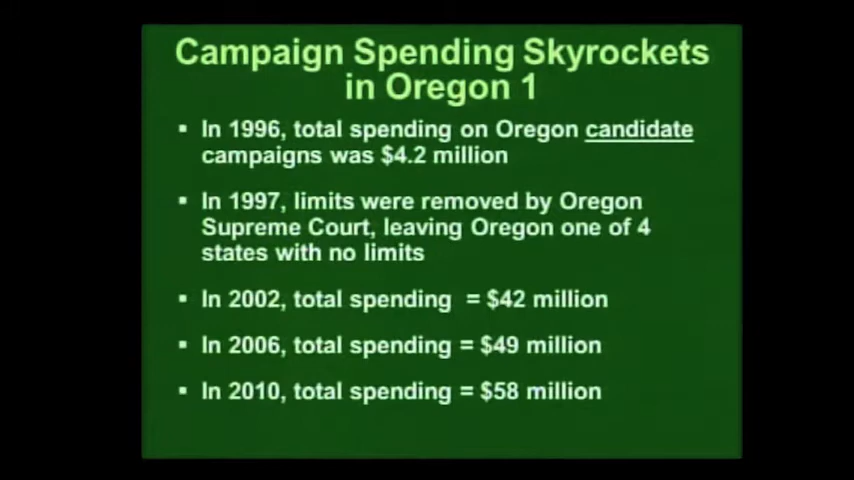 Campaign Spending Skyrockets
in Oregon 1
▪ In 1996, total spending on Oregon candidate
campaigns was $4.2 million
▪ In 1997, limits were removed by Oregon
Supreme Court, leaving Oregon one of 4
states with no limits
▪ In 2002, total spending = $42 million
▪ In 2006, total spending = $49 million
▪ In 2010, total spending = $58 million